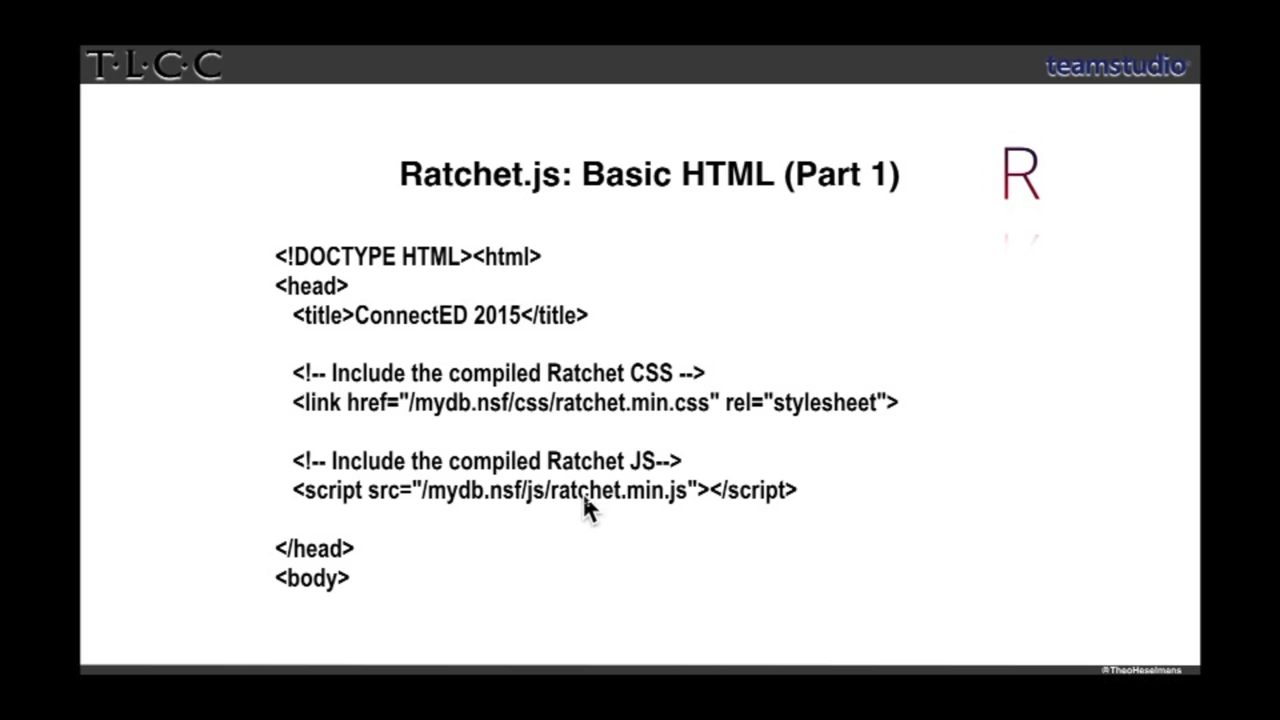 T·L·C·C
teamstudio
Ratchet.js: Basic HTML (Part 1)
R
<!DOCTYPE HTML><html>
<head>
<title>ConnectED 2015</title>
<!-- Include the compiled Ratchet CSS -->
<link href="/mydb.nsf/css/ratchet.min.css" rel="stylesheet">
<!-- Include the compiled Ratchet JS-->
<script src="/mydb.nsf/js/ratchet.min.js"></script>
</head>
<body>
@TheoHeselmans